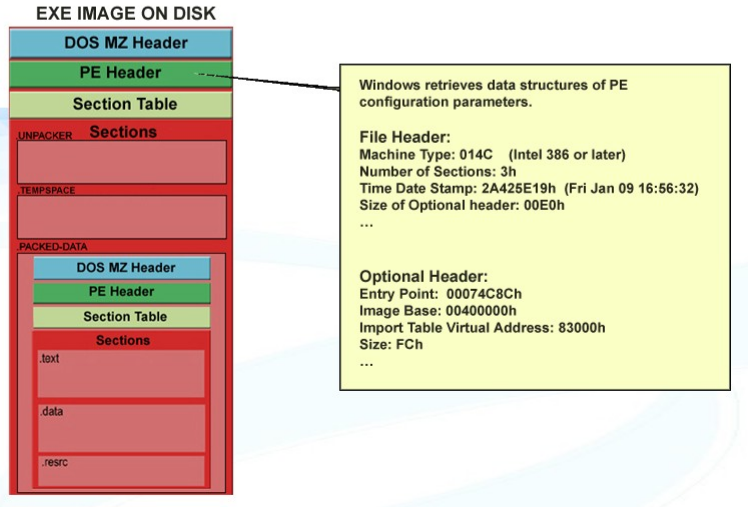 EXE IMAGE ON DISK
DOS MZ Header
PE Header
Section Table
Sections
.UNPACKER
.TEMPSPACE
.PACKED-DATA
DOS MZ Header
PE Header
Section Table
Sections
.text
.data
.resrc
Windows retrieves data structures of PE
configuration parameters.
File Header:
Machine Type: 014C (Intel 386 or later)
Number of Sections: 3h
Time Date Stamp: 2A425E19h (Fri Jan 09 16:56:32)
Size of Optional header: 00E0h
...
Optional Header:
Entry Point: 00074C8Ch
Image Base: 00400000h
Import Table Virtual Address: 83000h
Size: FCh
...